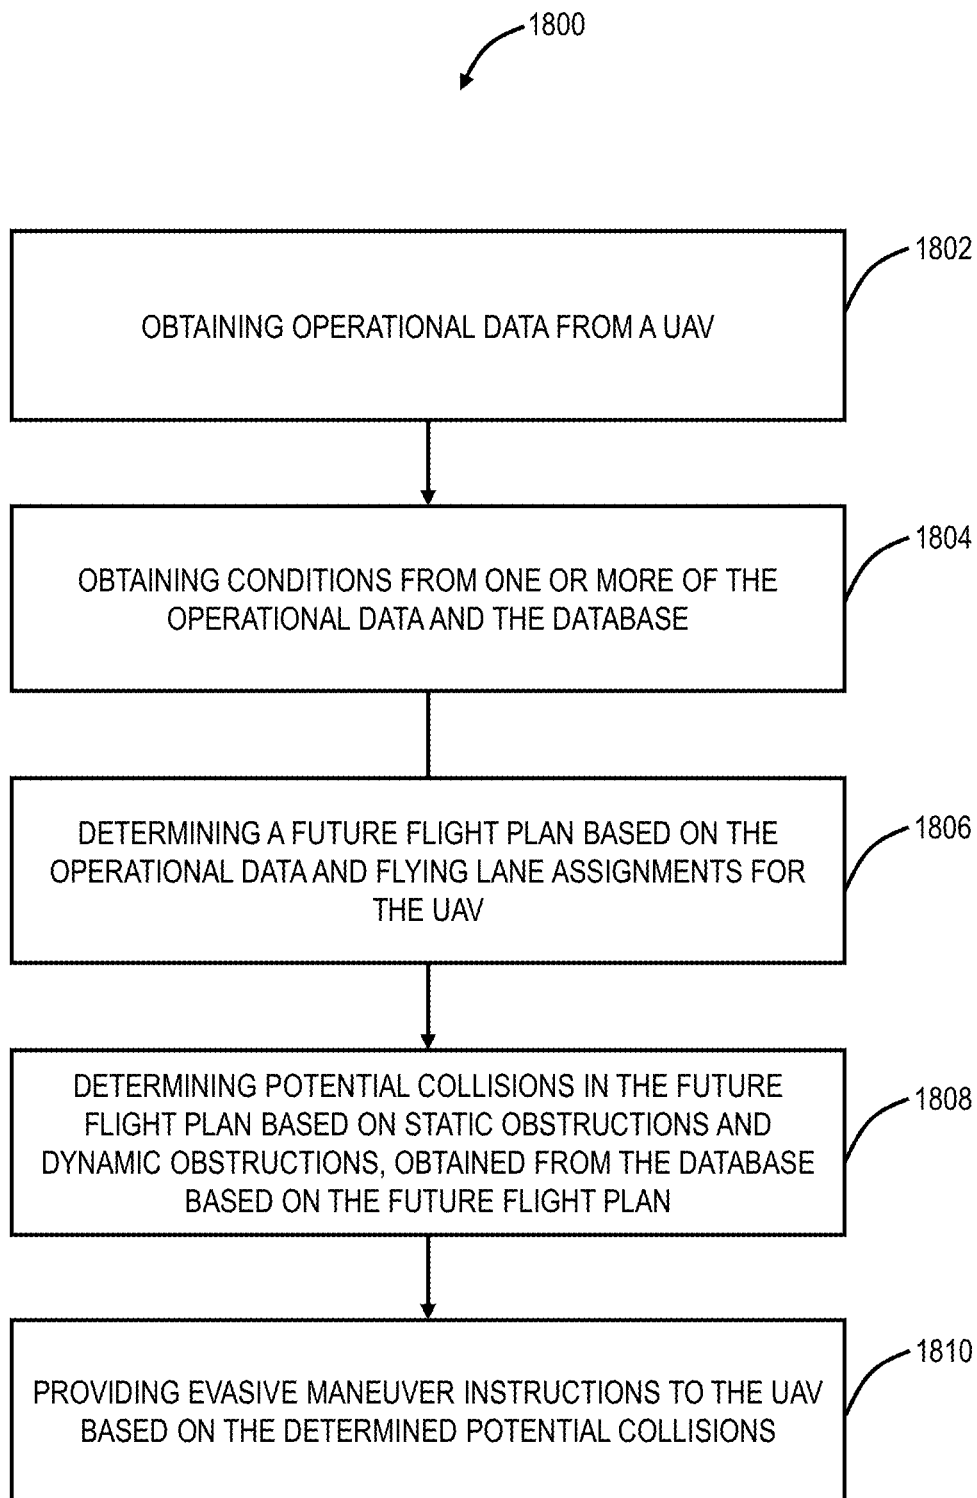 1800
1802
OBTAINING OPERATIONAL DATA FROM A UAV
1804
OBTAINING CONDITIONS FROM ONE OR MORE OF THE
OPERATIONAL DATA AND THE DATABASE
1806
DETERMINING A FUTURE FLIGHT PLAN BASED ON THE
OPERATIONAL DATA AND FLYING LANE ASSIGNMENTS FOR
THE UAV
1808
DETERMINING POTENTIAL COLLISIONS IN THE FUTURE
FLIGHT PLAN BASED ON STATIC OBSTRUCTIONS AND
DYNAMIC OBSTRUCTIONS, OBTAINED FROM THE DATABASE
BASED ON THE FUTURE FLIGHT PLAN
1810
PROVIDING EVASIVE MANEUVER INSTRUCTIONS TO THE UAV
BASED ON THE DETERMINED POTENTIAL COLLISIONS